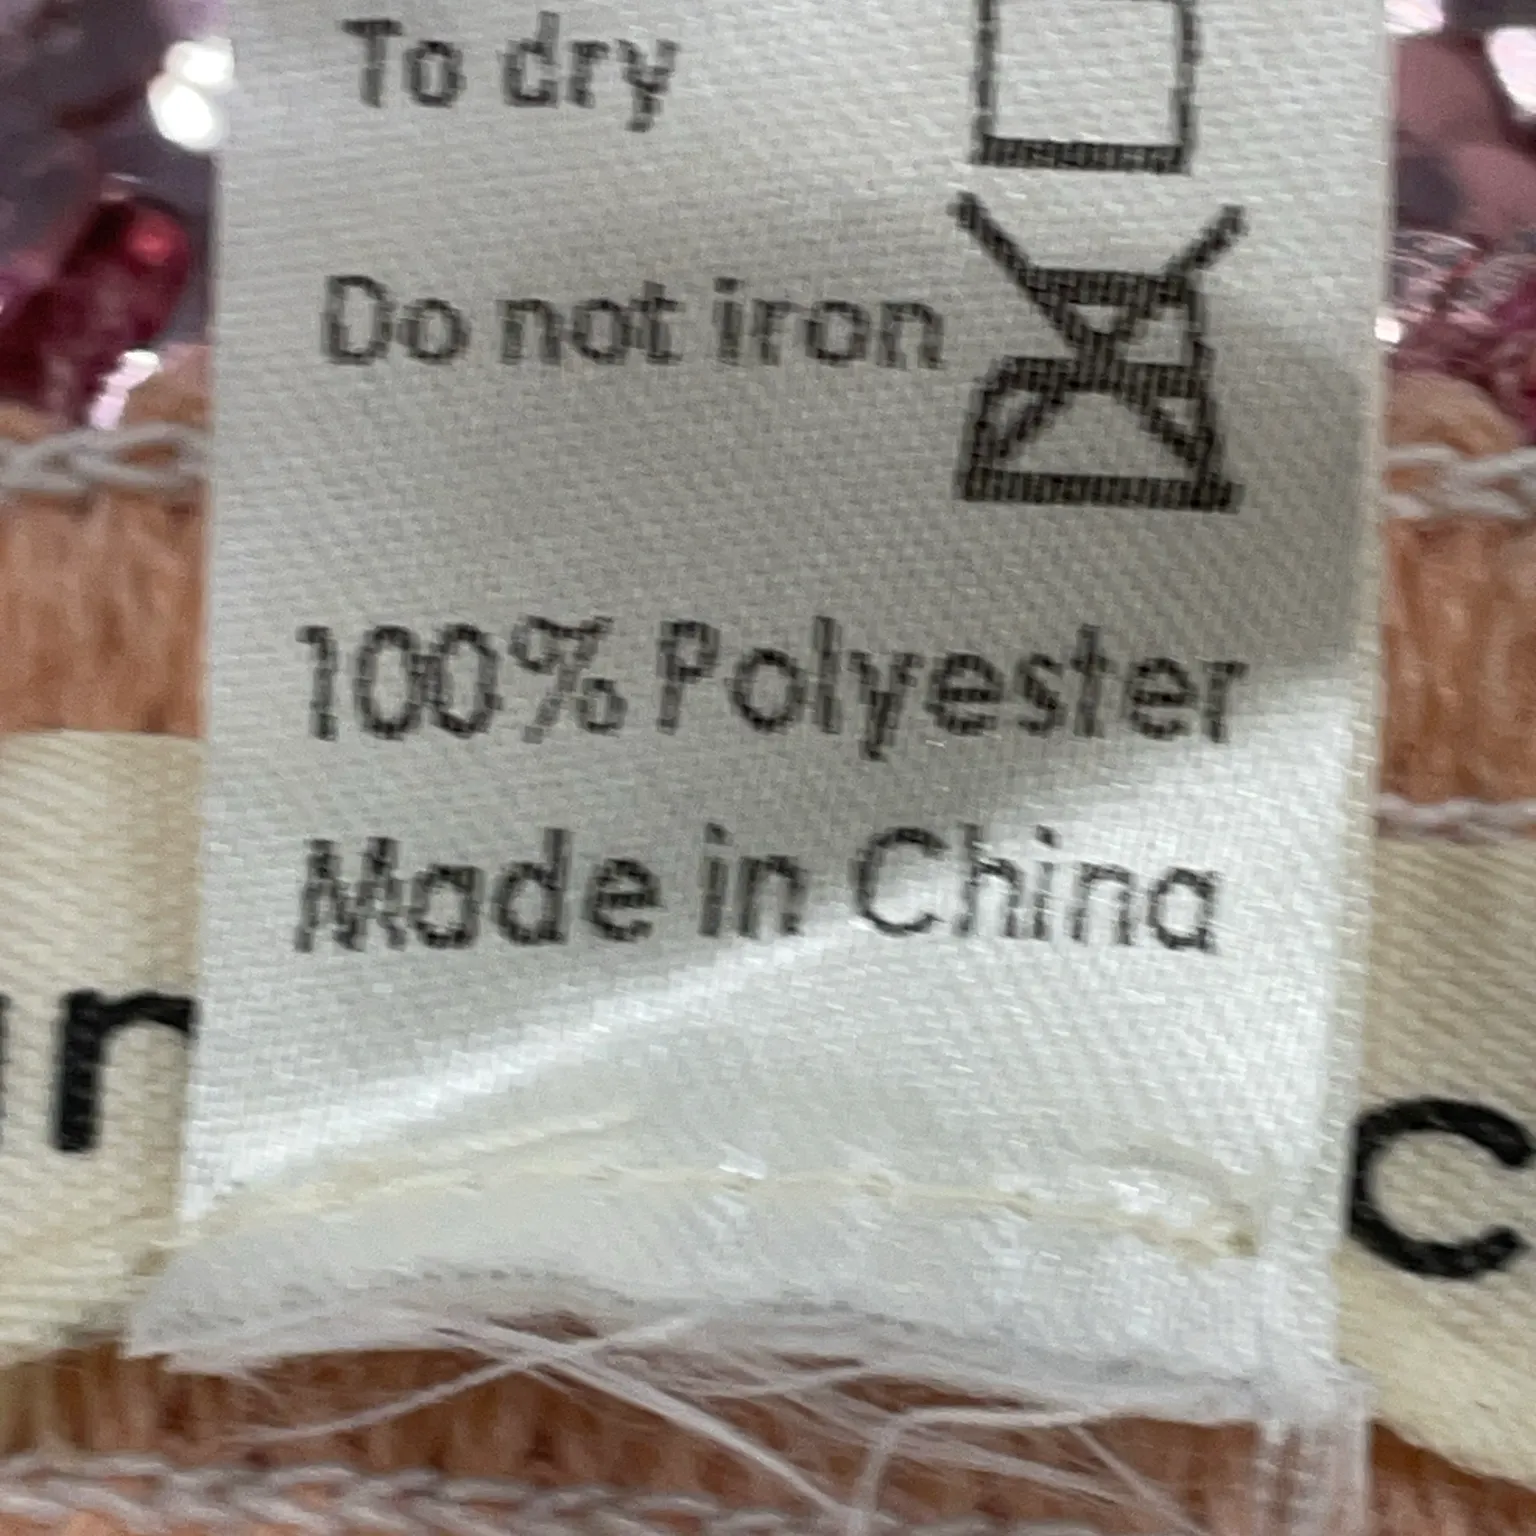 To dry
Do not iron
100% Polyester
Made in China
r
c